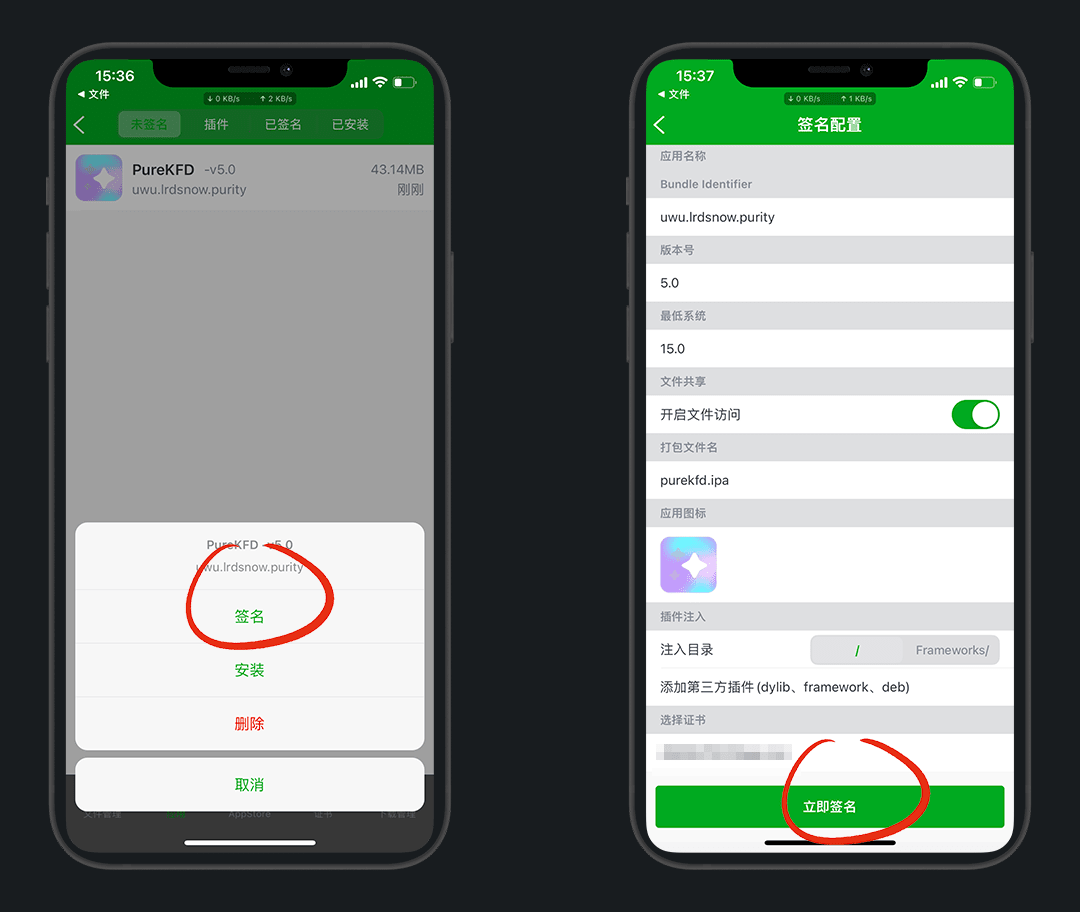 15:36
◀ 文件
↓ 0 KB/s ↑ 2 KB/s
未签名 插件 已签名 已安装
PureKFD -v5.0 43.14MB
uwu.lrdsnow.purity 刚刚
PureKFD -v5.0
uwu.lrdsnow.purity
签名
安装
删除
取消
文件管理 AppStore 证书 下载管理
15:37
◀ 文件
↓ 0 KB/s ↑ 1 KB/s
签名配置
应用名称
Bundle Identifier
uwu.lrdsnow.purity
版本号
5.0
最低系统
15.0
文件共享
开启文件访问
打包文件名
purekfd.ipa
应用图标
插件注入
注入目录 / Frameworks/
添加第三方插件(dylib、framework、deb)
选择证书
立即签名